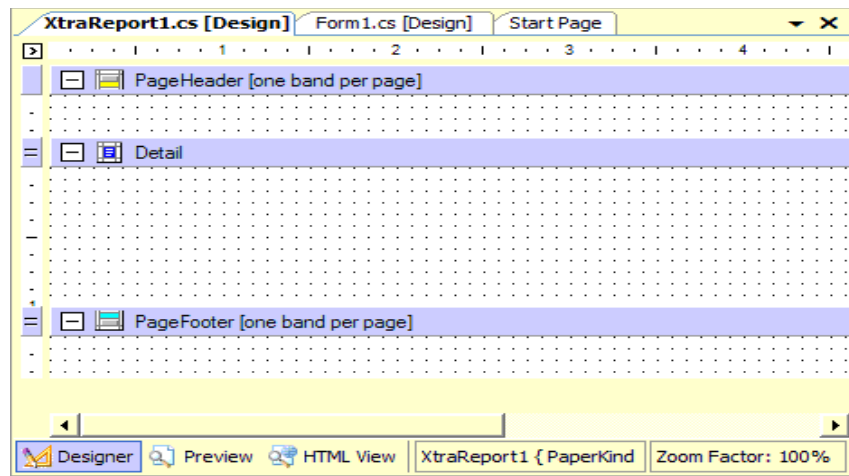 XtraReport1.cs [Design] Form1.cs [Design] Start Page
1 2 3 4
PageHeader [one band per page]
Detail
1
PageFooter [one band per page]
Designer Preview HTML View XtraReport1 { PaperKind Zoom Factor: 100%